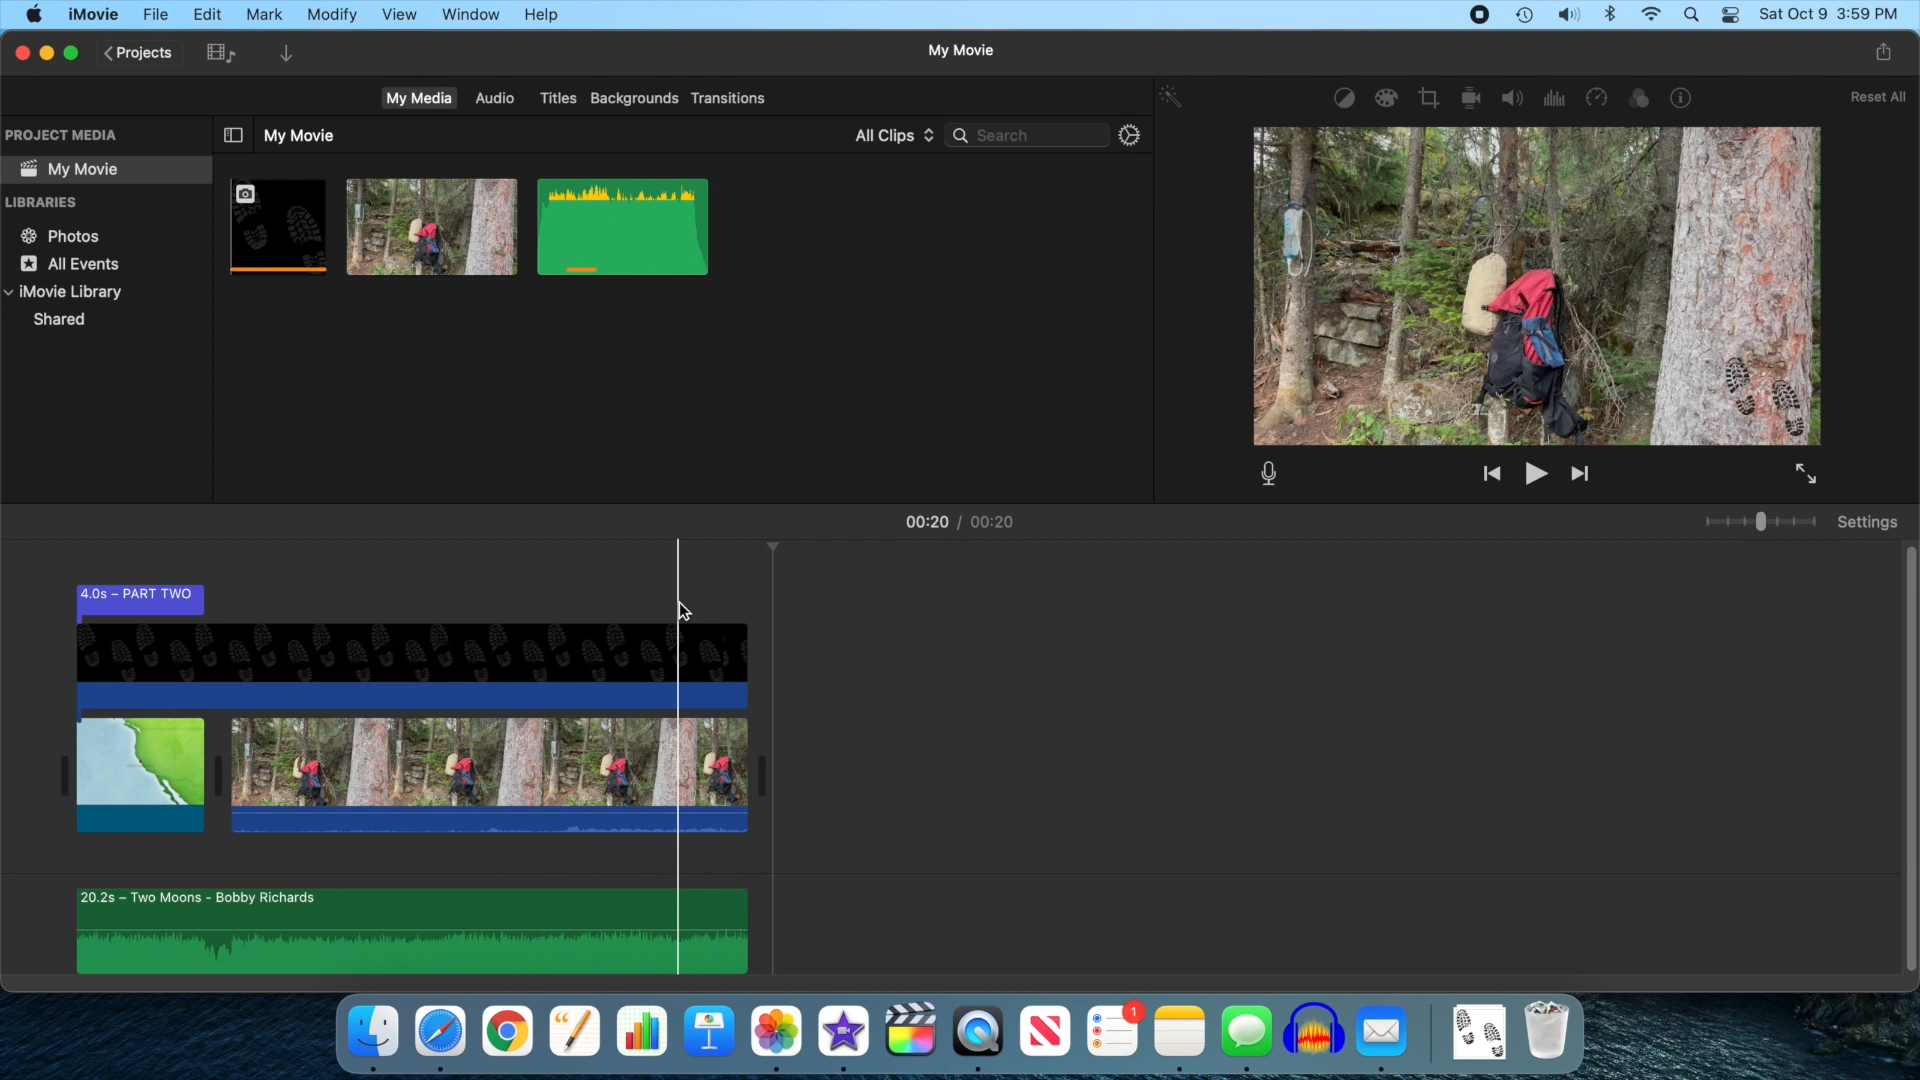 iMovie File Edit Mark Modify View Window Help Sat Oct 9 3:59 PM
Projects My Movie
My Media Audio Titles Backgrounds Transitions Reset All
PROJECT MEDIA My Movie All Clips Search
My Movie
LIBRARIES
Photos
All Events
iMovie Library
Shared
00:20 / 00:20 Settings
4.0s – PART TWO
20.2s – Two Moons - Bobby Richards
1